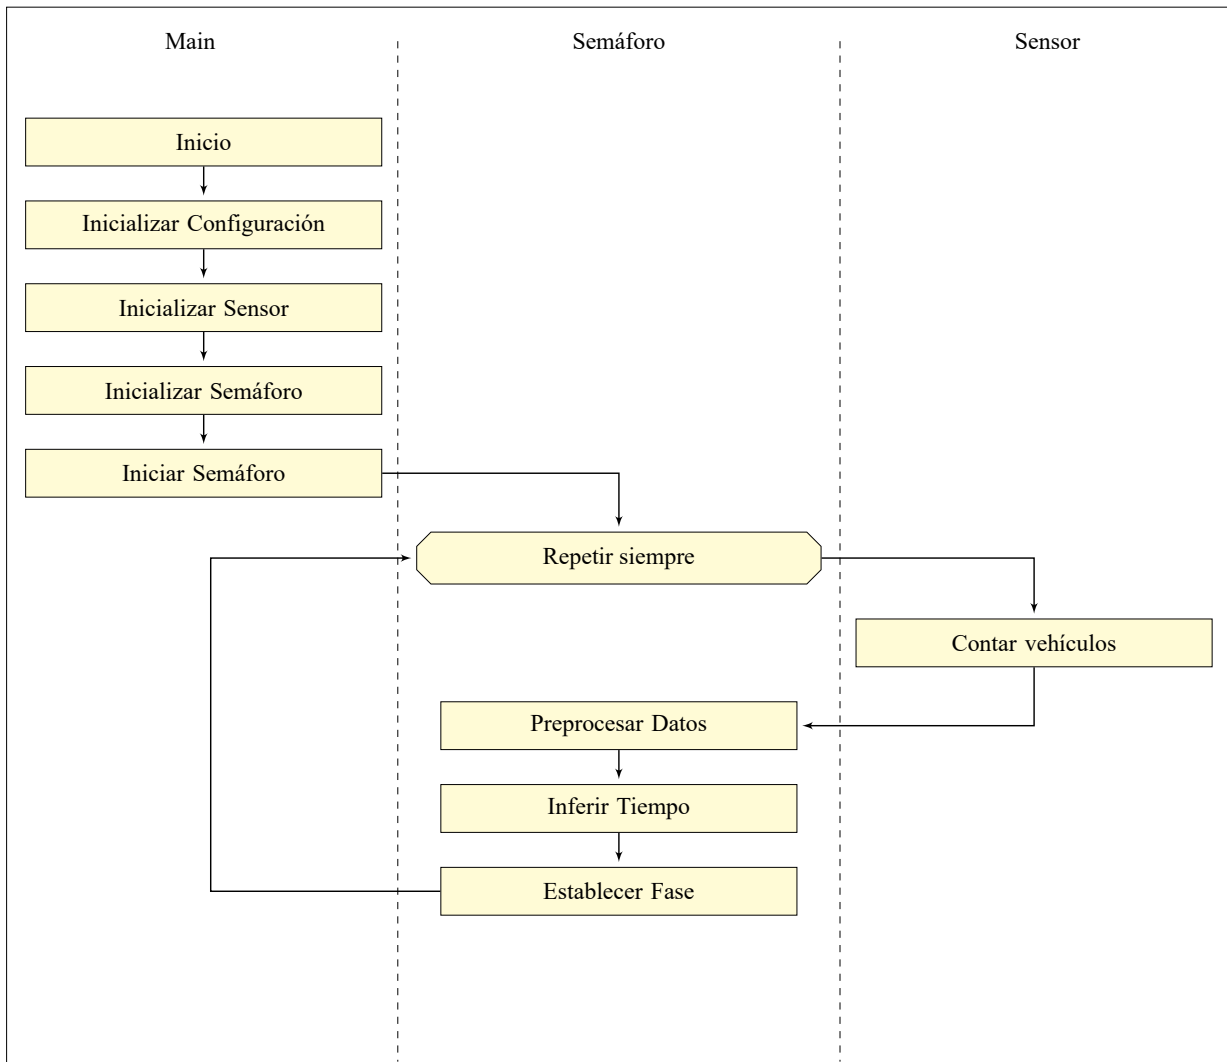 Main
Semáforo
Sensor
Inicio
Inicializar Configuración
Inicializar Sensor
Inicializar Semáforo
Iniciar Semáforo
Repetir siempre
Contar vehículos
Preprocesar Datos
Inferir Tiempo
Establecer Fase